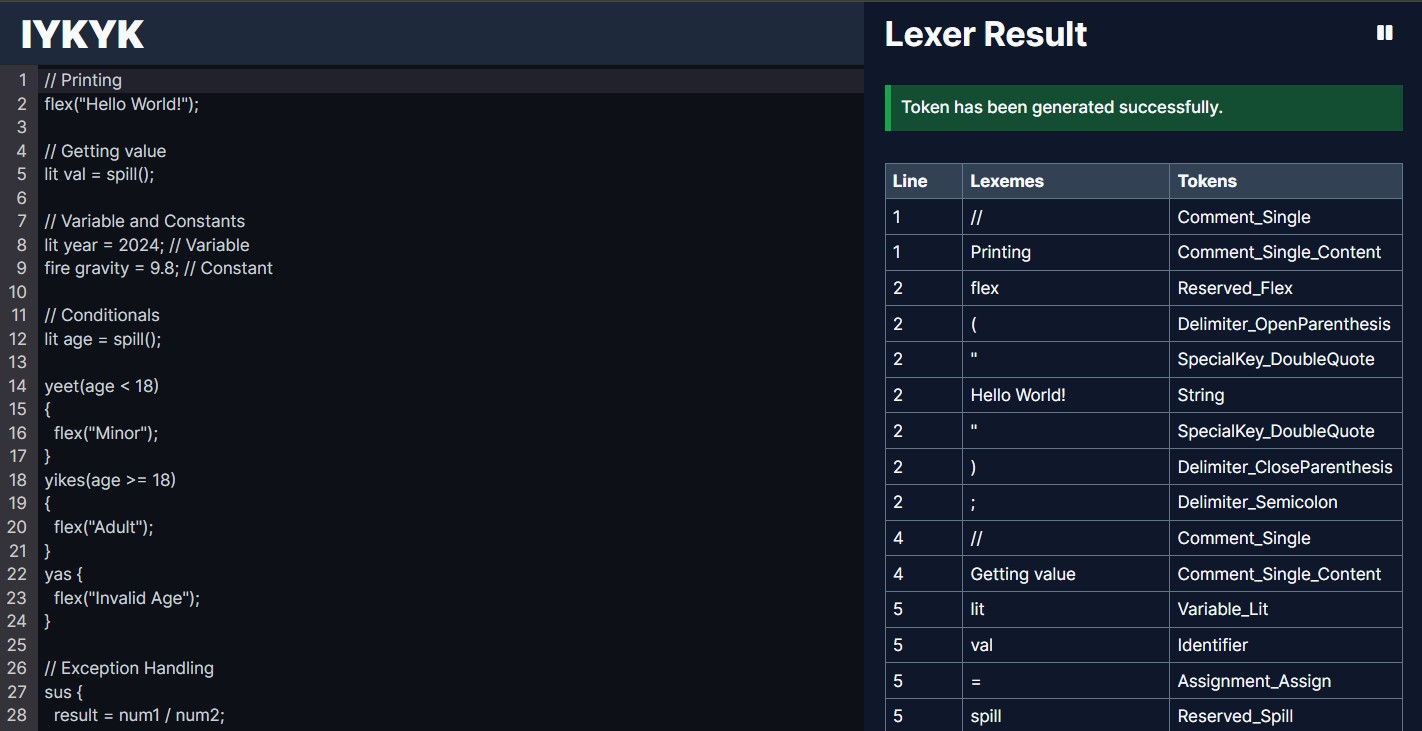 IYKYK
1 // Printing
2 flex("Hello World!");
3
4 // Getting value
5 lit val = spill();
6
7 // Variable and Constants
8 lit year = 2024; // Variable
9 fire gravity = 9.8; // Constant
10
11 // Conditionals
12 lit age = spill();
13
14 yeet(age < 18)
15 {
16   flex("Minor");
17 }
18 yikes(age >= 18)
19 {
20   flex("Adult");
21 }
22 yas {
23   flex("Invalid Age");
24 }
25
26 // Exception Handling
27 sus {
28   result = num1 / num2;
Lexer Result
Token has been generated successfully.
Line Lexemes Tokens
1 // Comment_Single
1 Printing Comment_Single_Content
2 flex Reserved_Flex
2 ( Delimiter_OpenParenthesis
2 " SpecialKey_DoubleQuote
2 Hello World! String
2 " SpecialKey_DoubleQuote
2 ) Delimiter_CloseParenthesis
2 ; Delimiter_Semicolon
4 // Comment_Single
4 Getting value Comment_Single_Content
5 lit Variable_Lit
5 val Identifier
5 = Assignment_Assign
5 spill Reserved_Spill